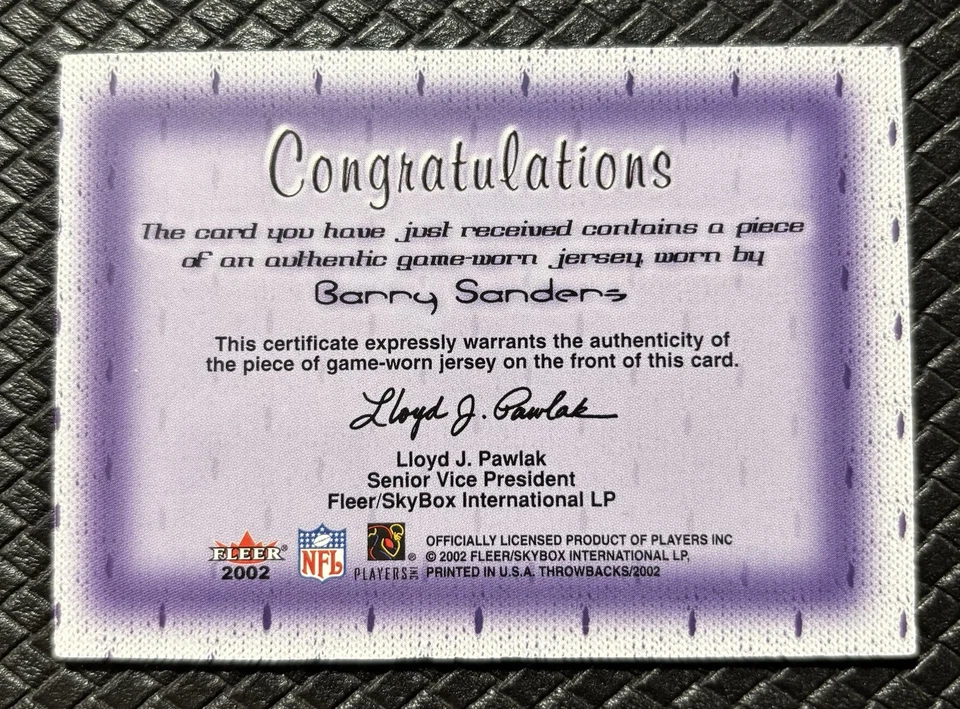 Congratulations
The card you have just received contains a piece
of an authentic game-worn jersey worn by
Barry Sanders
This certificate expressly warrants the authenticity of
the piece of game-worn jersey on the front of this card.
Lloyd J. Pawlak
Lloyd J. Pawlak
Senior Vice President
Fleer/SkyBox International LP
FLEER®
2002
NFL
PLAYERS INC
®
OFFICIALLY LICENSED PRODUCT OF PLAYERS INC
© 2002 FLEER/SKYBOX INTERNATIONAL LP,
PRINTED IN U.S.A. THROWBACKS/2002